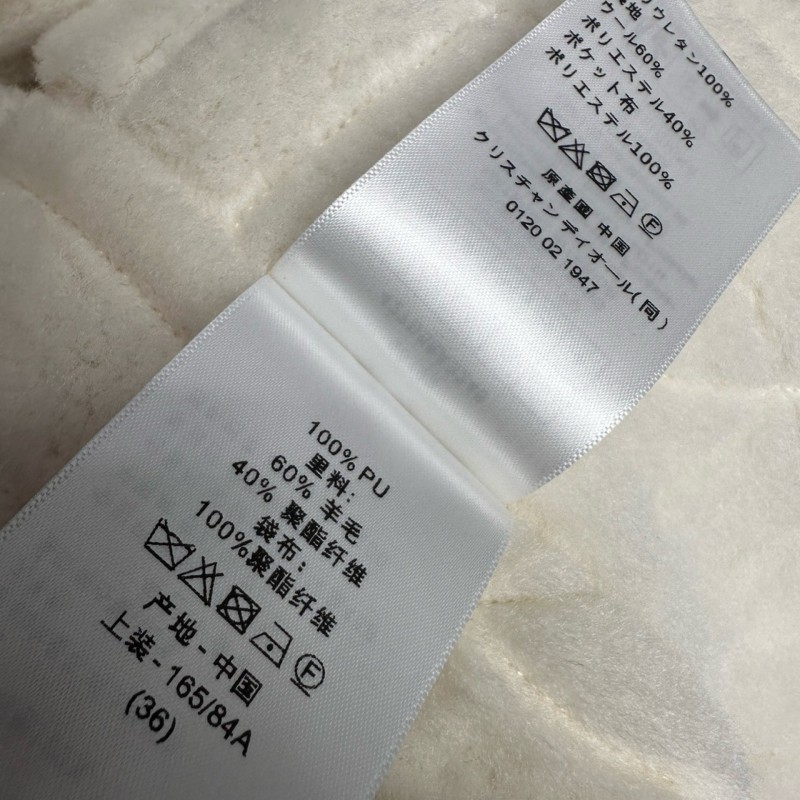 ウレタン100%
ウール60%
ポリエステル40%
ポケット布
ポリエステル100%
原產國 中国
クリスチャン ディオール(同)
0120 02 1947
100% PU
里料:
60% 羊毛
40% 聚酯纤维
袋布:
100%聚酯纤维
F
产地 - 中国
上装 - 165/84A
(36)